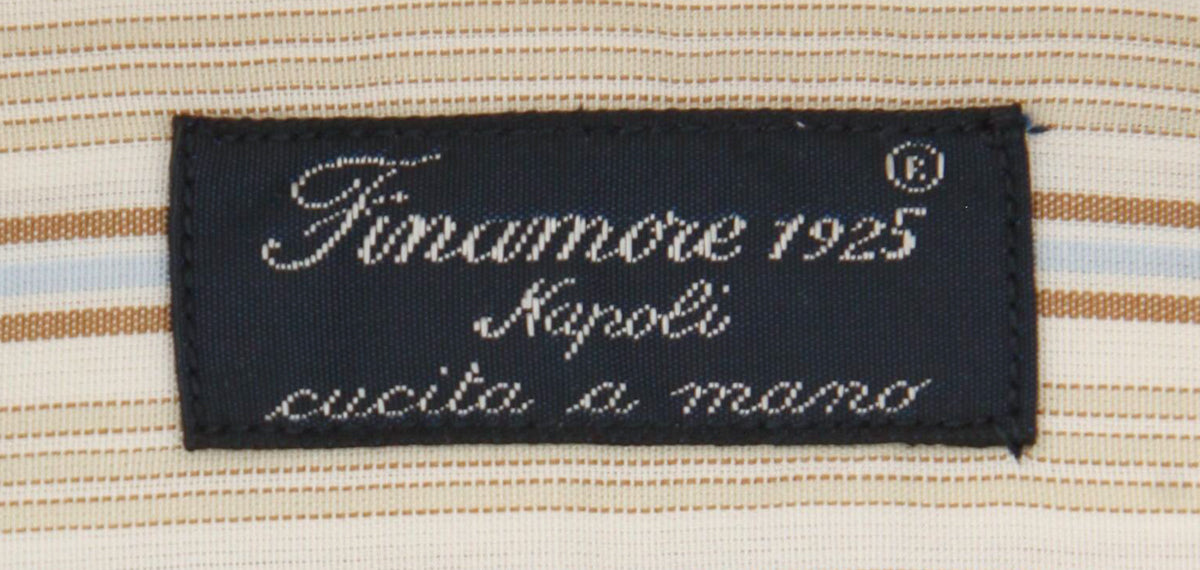 Finamore 1925 ®
Napoli
cucita a mano